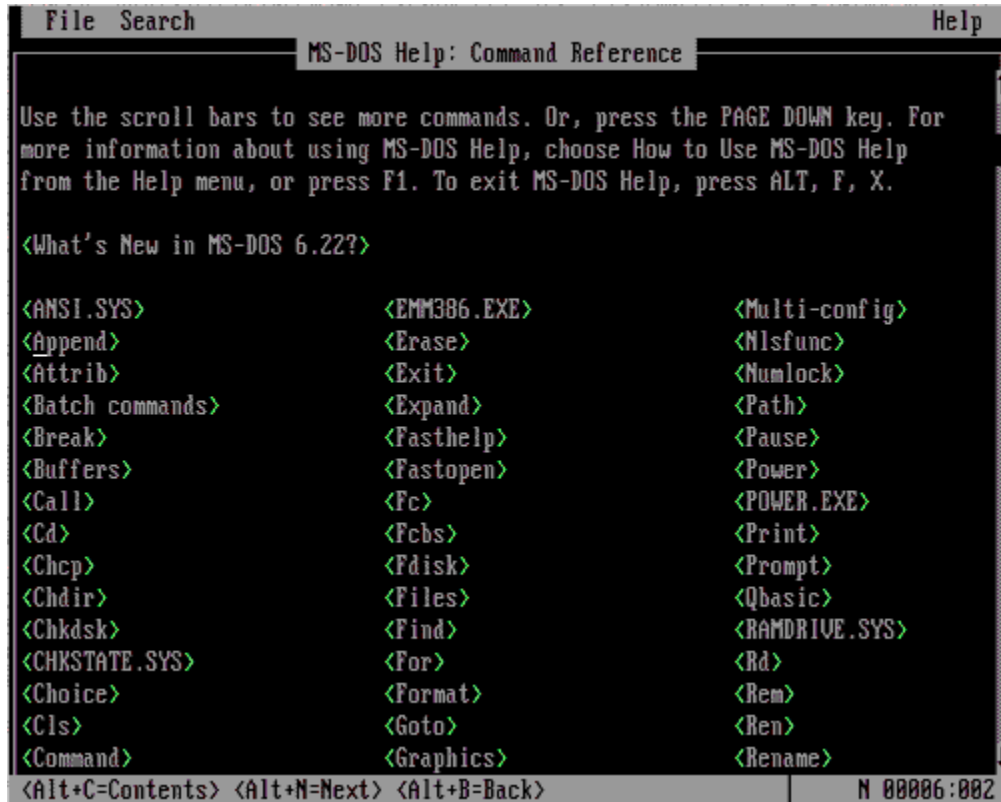 File Search Help
MS-DOS Help: Command Reference
Use the scroll bars to see more commands. Or, press the PAGE DOWN key. For
more information about using MS-DOS Help, choose How to Use MS-DOS Help
from the Help menu, or press F1. To exit MS-DOS Help, press ALT, F, X.
<What's New in MS-DOS 6.22?>
<ANSI.SYS> <EMM386.EXE> <Multi-config>
<Append> <Erase> <Nlsfunc>
<Attrib> <Exit> <Numlock>
<Batch commands> <Expand> <Path>
<Break> <Fasthelp> <Pause>
<Buffers> <Fastopen> <Power>
<Call> <Fc> <POWER.EXE>
<Cd> <Fcbs> <Print>
<Chcp> <Fdisk> <Prompt>
<Chdir> <Files> <Qbasic>
<Chkdsk> <Find> <RAMDRIVE.SYS>
<CHKSTATE.SYS> <For> <Rd>
<Choice> <Format> <Rem>
<Cls> <Goto> <Ren>
<Command> <Graphics> <Rename>
<Alt+C=Contents> <Alt+N=Next> <Alt+B=Back> N 00006:002